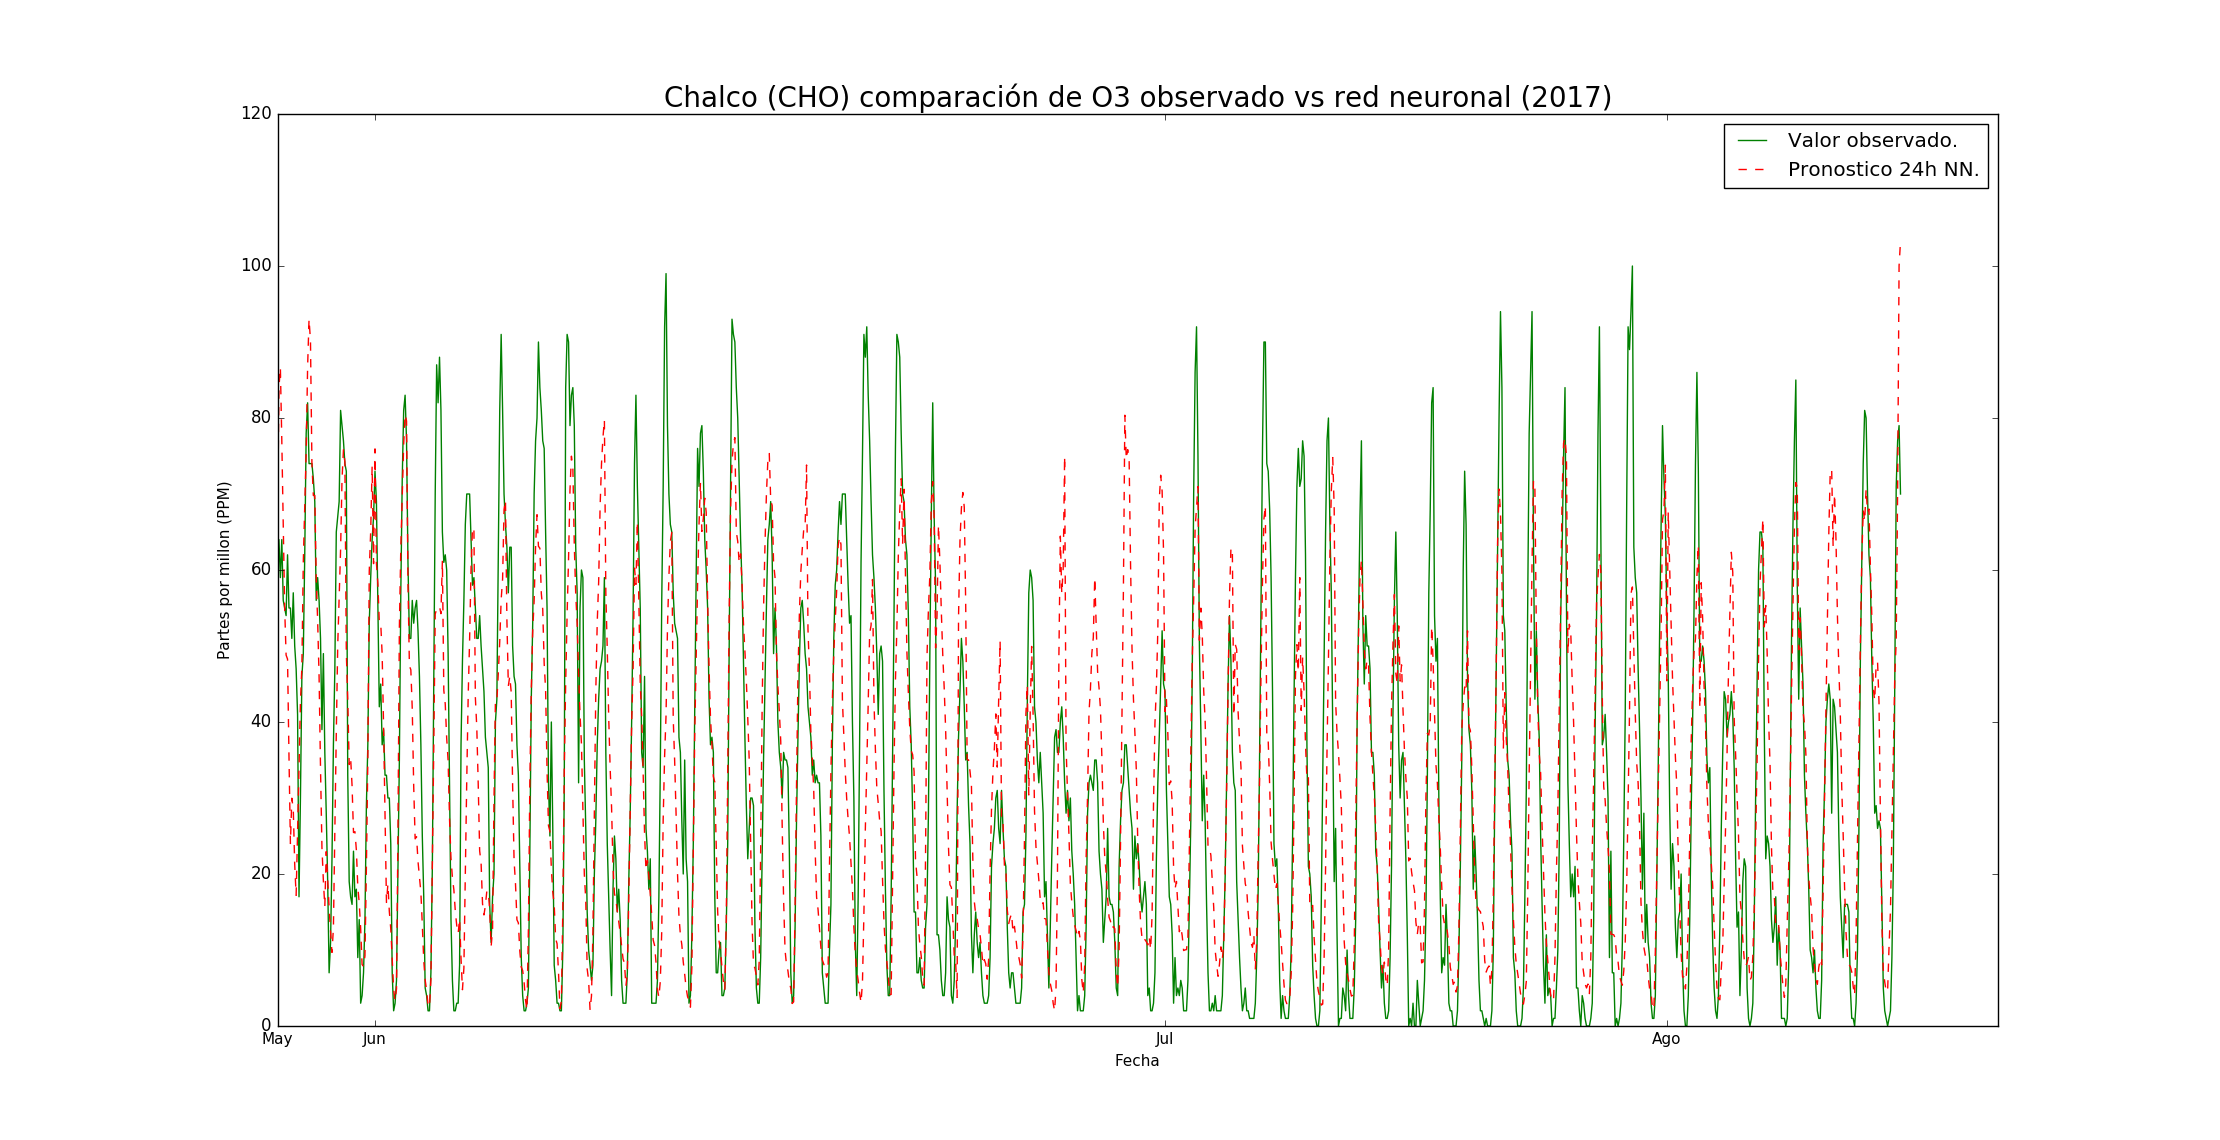 Chalco (CHO) comparación de O3 observado vs red neuronal (2017)
Valor observado.
Pronostico 24h NN.
Partes por millon (PPM)
120
100
80
60
40
20
0
May Jun Jul Ago
Fecha